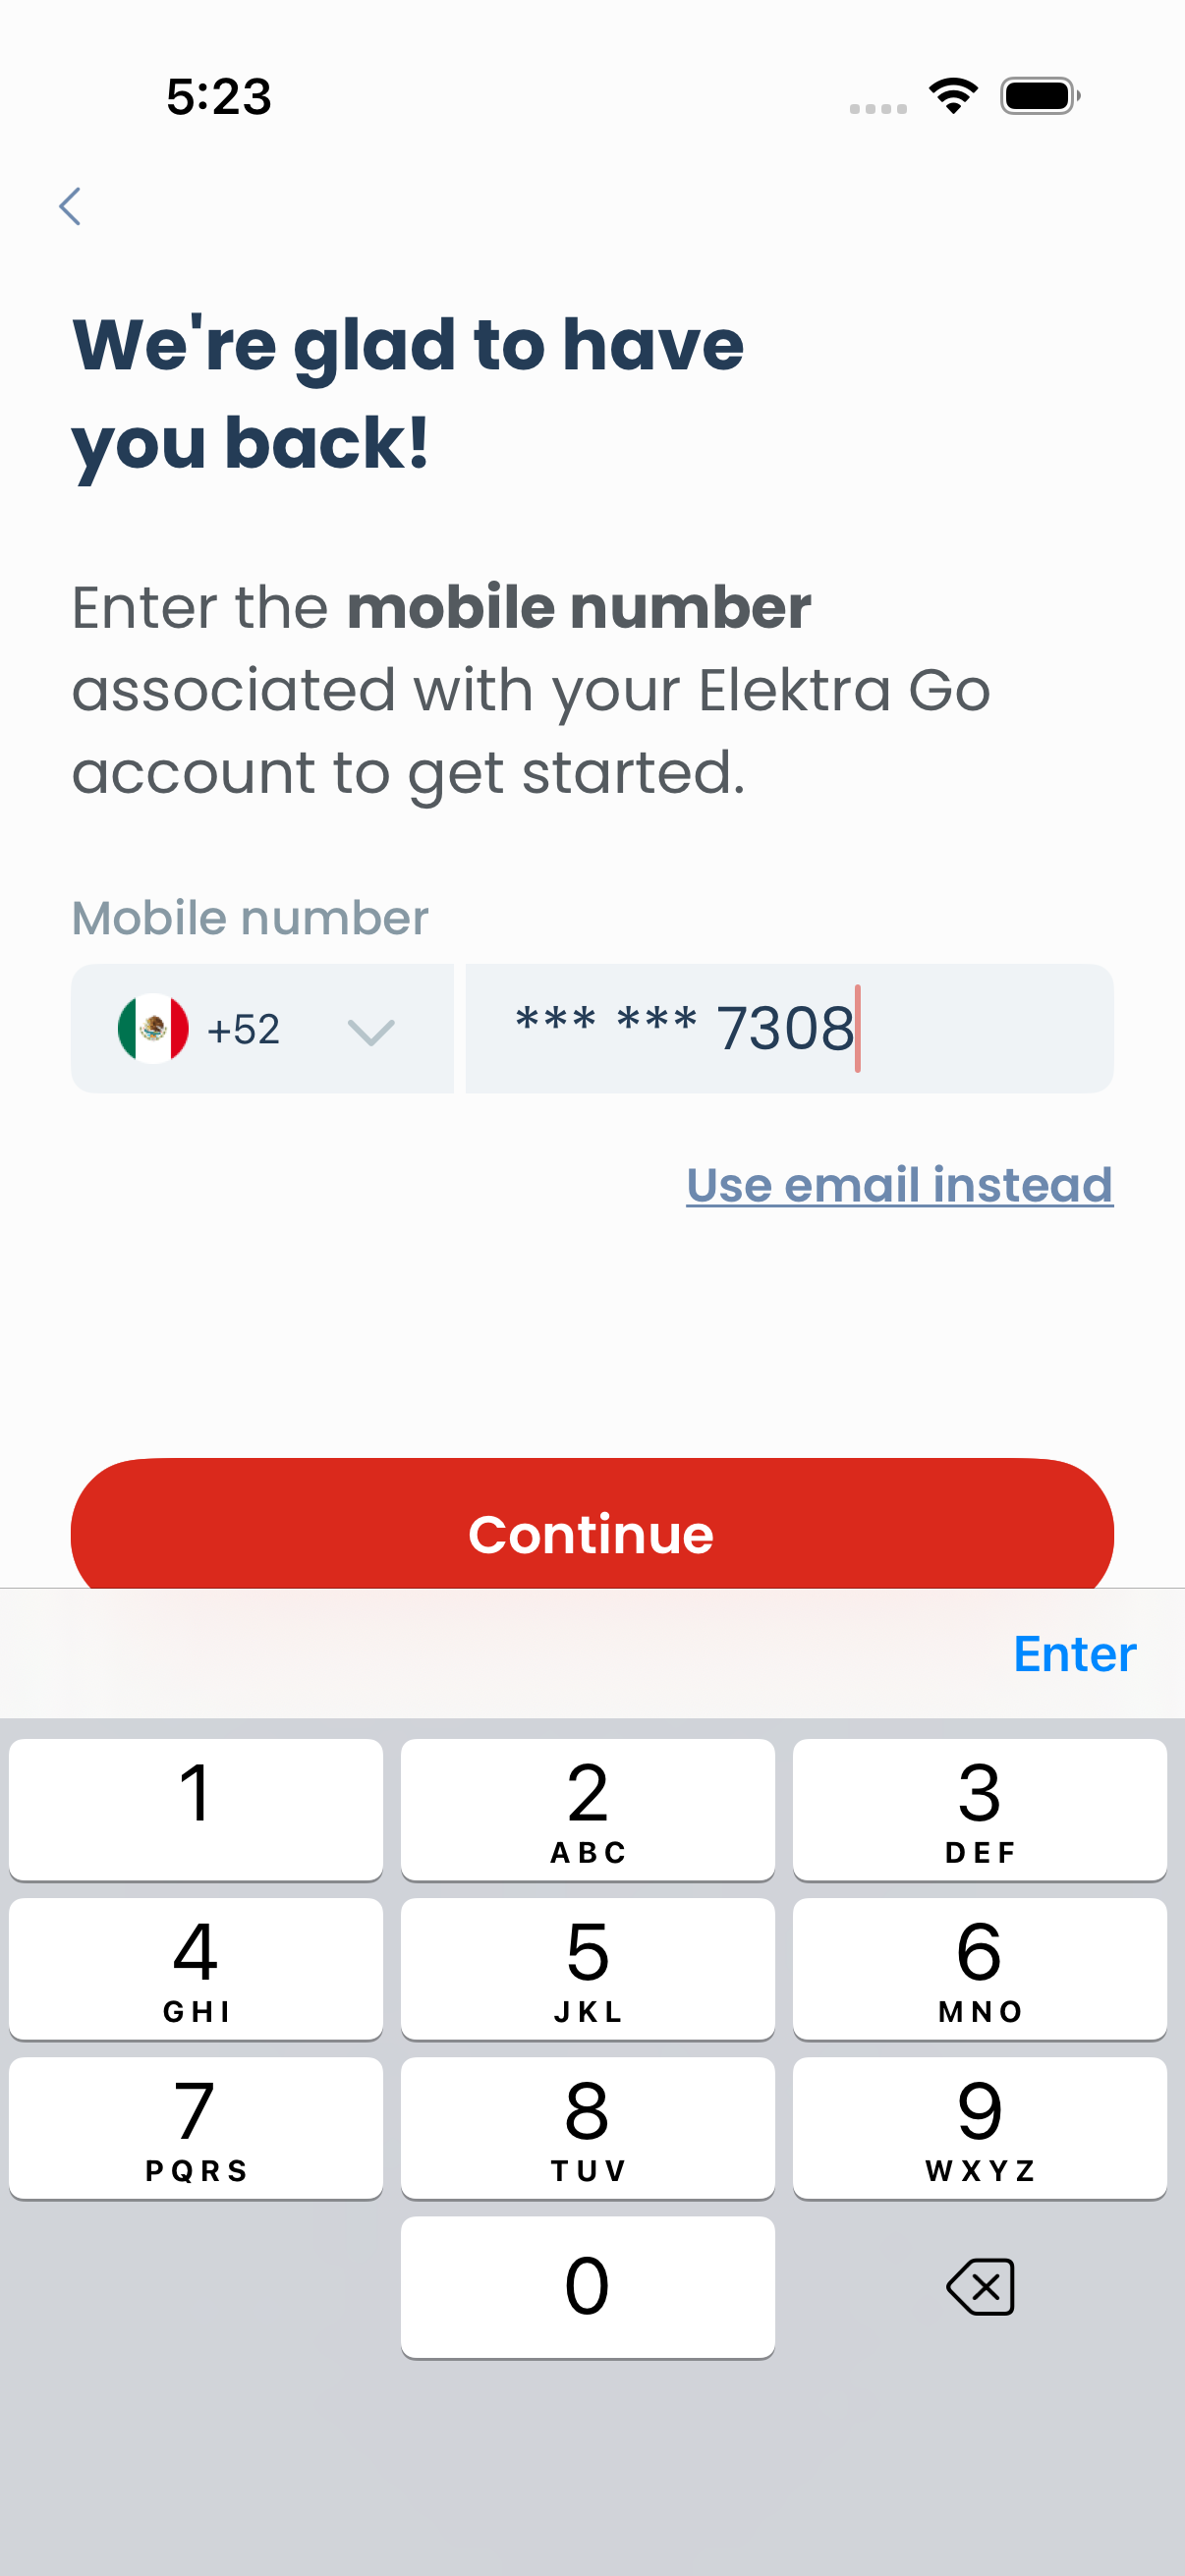 5:23
We're glad to have
you back!
Enter the mobile number
associated with your Elektra Go
account to get started.
Mobile number
+52
*** *** 7308
Use email instead
Continue
Enter
1
2
ABC
3
DEF
4
GHI
5
JKL
6
MNO
7
PQRS
8
TUV
9
WXYZ
0